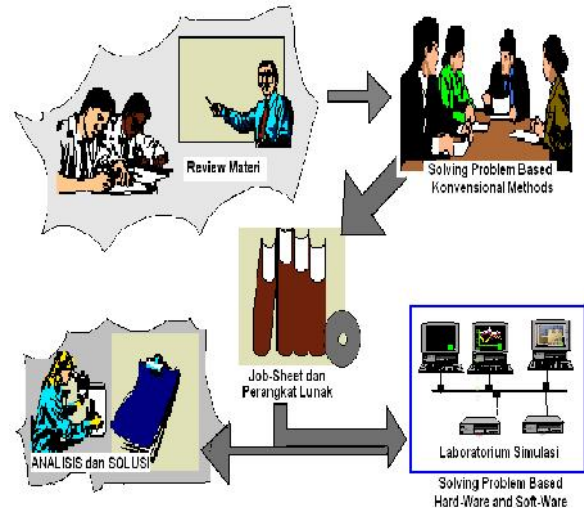 Review Materi
Solving Problem Based
Konvensional Methods
Job-Sheet dan
Perangkat Lunak
ANALISIS dan SOLUSI
Laboratorium Simulasi
Solving Problem Based
Hard-Ware and Soft-Ware